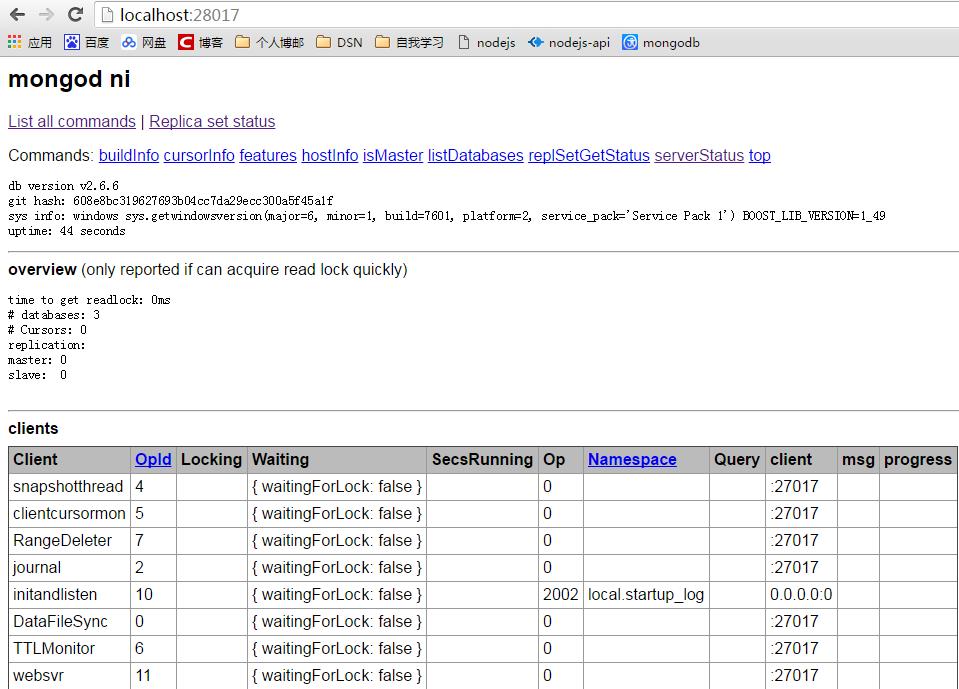 localhost:28017
应用 百度 网盘 博客 个人博邮 DSN 自我学习 nodejs nodejs-api mongodb
mongod ni
List all commands | Replica set status
Commands: buildInfo cursorInfo features hostInfo isMaster listDatabases replSetGetStatus serverStatus top
db version v2.6.6
git hash: 608e8bc319627693b04cc7da29ecc300a5f45a1f
sys info: windows sys.getwindowsversion(major=6, minor=1, build=7601, platform=2, service_pack='Service Pack 1') BOOST_LIB_VERSION=1_49
uptime: 44 seconds
overview (only reported if can acquire read lock quickly)
time to get readlock: 0ms
# databases: 3
# Cursors: 0
replication:
master: 0
slave: 0
clients
Client OpId Locking Waiting SecsRunning Op Namespace Query client msg progress
snapshotthread 4 { waitingForLock: false } 0 :27017
clientcursormon 5 { waitingForLock: false } 0 :27017
RangeDeleter 7 { waitingForLock: false } 0 :27017
journal 2 { waitingForLock: false } 0 :27017
initandlisten 10 { waitingForLock: false } 2002 local.startup_log 0.0.0.0:0
DataFileSync 0 { waitingForLock: false } 0 :27017
TTLMonitor 6 { waitingForLock: false } 0 :27017
websvr 11 { waitingForLock: false } 0 :27017